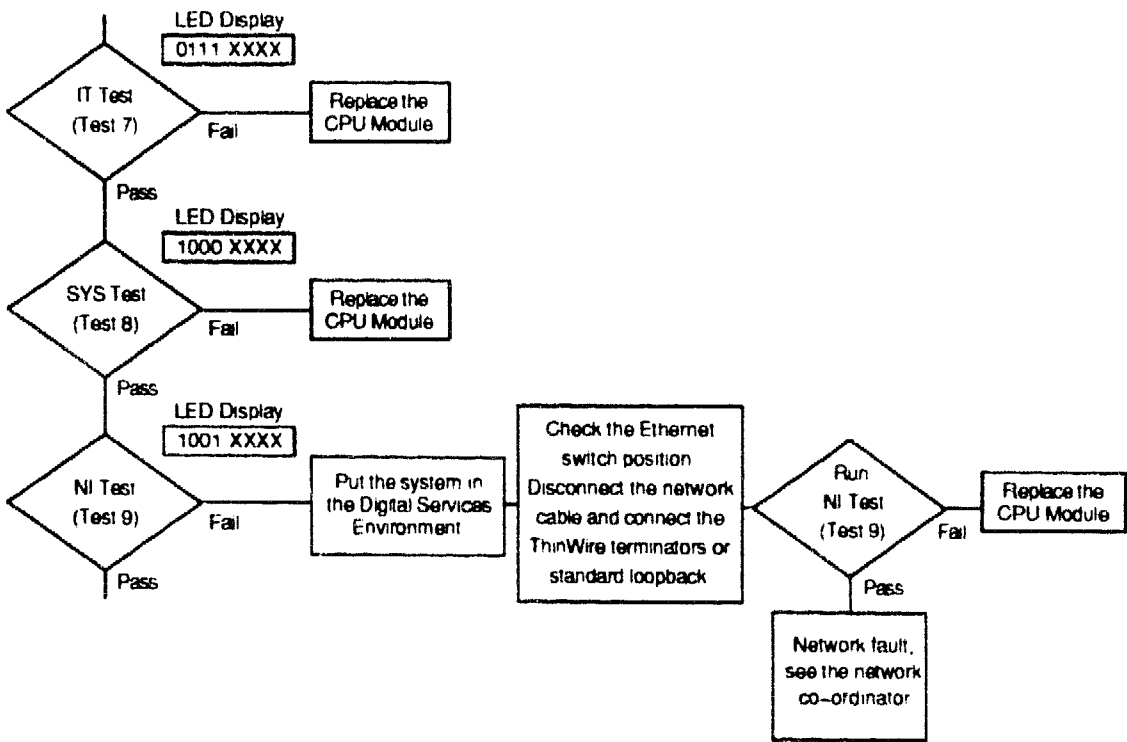 LED Display
0111 XXXX
IT Test
(Test 7)
Fail
Replace the
CPU Module
Pass
LED Display
1000 XXXX
SYS Test
(Test 8)
Fail
Replace the
CPU Module
Pass
LED Display
1001 XXXX
NI Test
(Test 9)
Fail
Put the system in
the Digital Services
Environment
Check the Ethernet
switch position
Disconnect the network
cable and connect the
ThinWire terminators or
standard loopback
Run
NI Test
(Test 9)
Fail
Replace the
CPU Module
Pass
Pass
Network fault,
see the network
co-ordinator